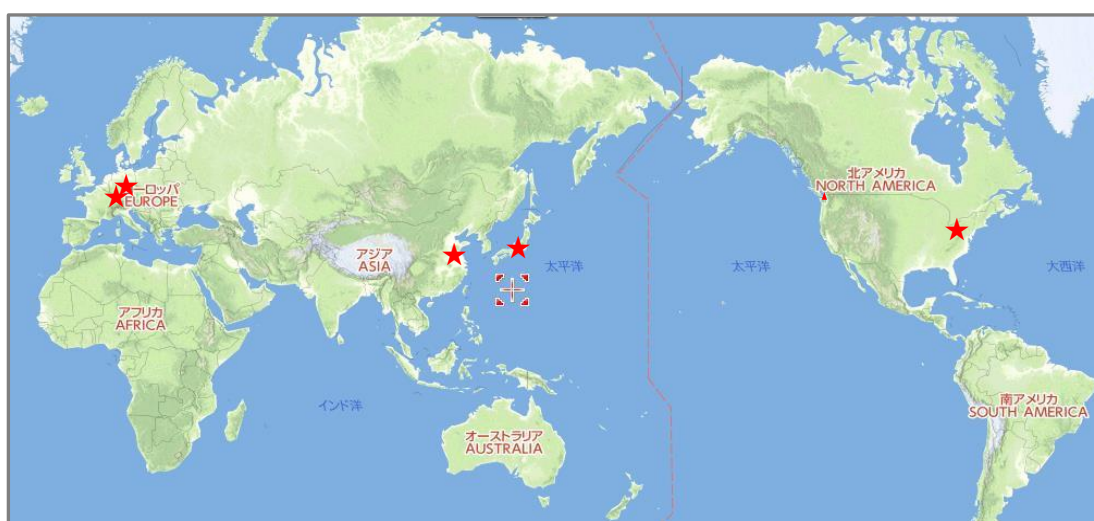 北アメリカ
NORTH AMERICA
ーロッパ
EUROPE
アジア
ASIA
太平洋
太平洋
大西洋
アフリカ
AFRICA
インド洋
南アメリカ
SOUTH AMERICA
オーストラリア
AUSTRALIA